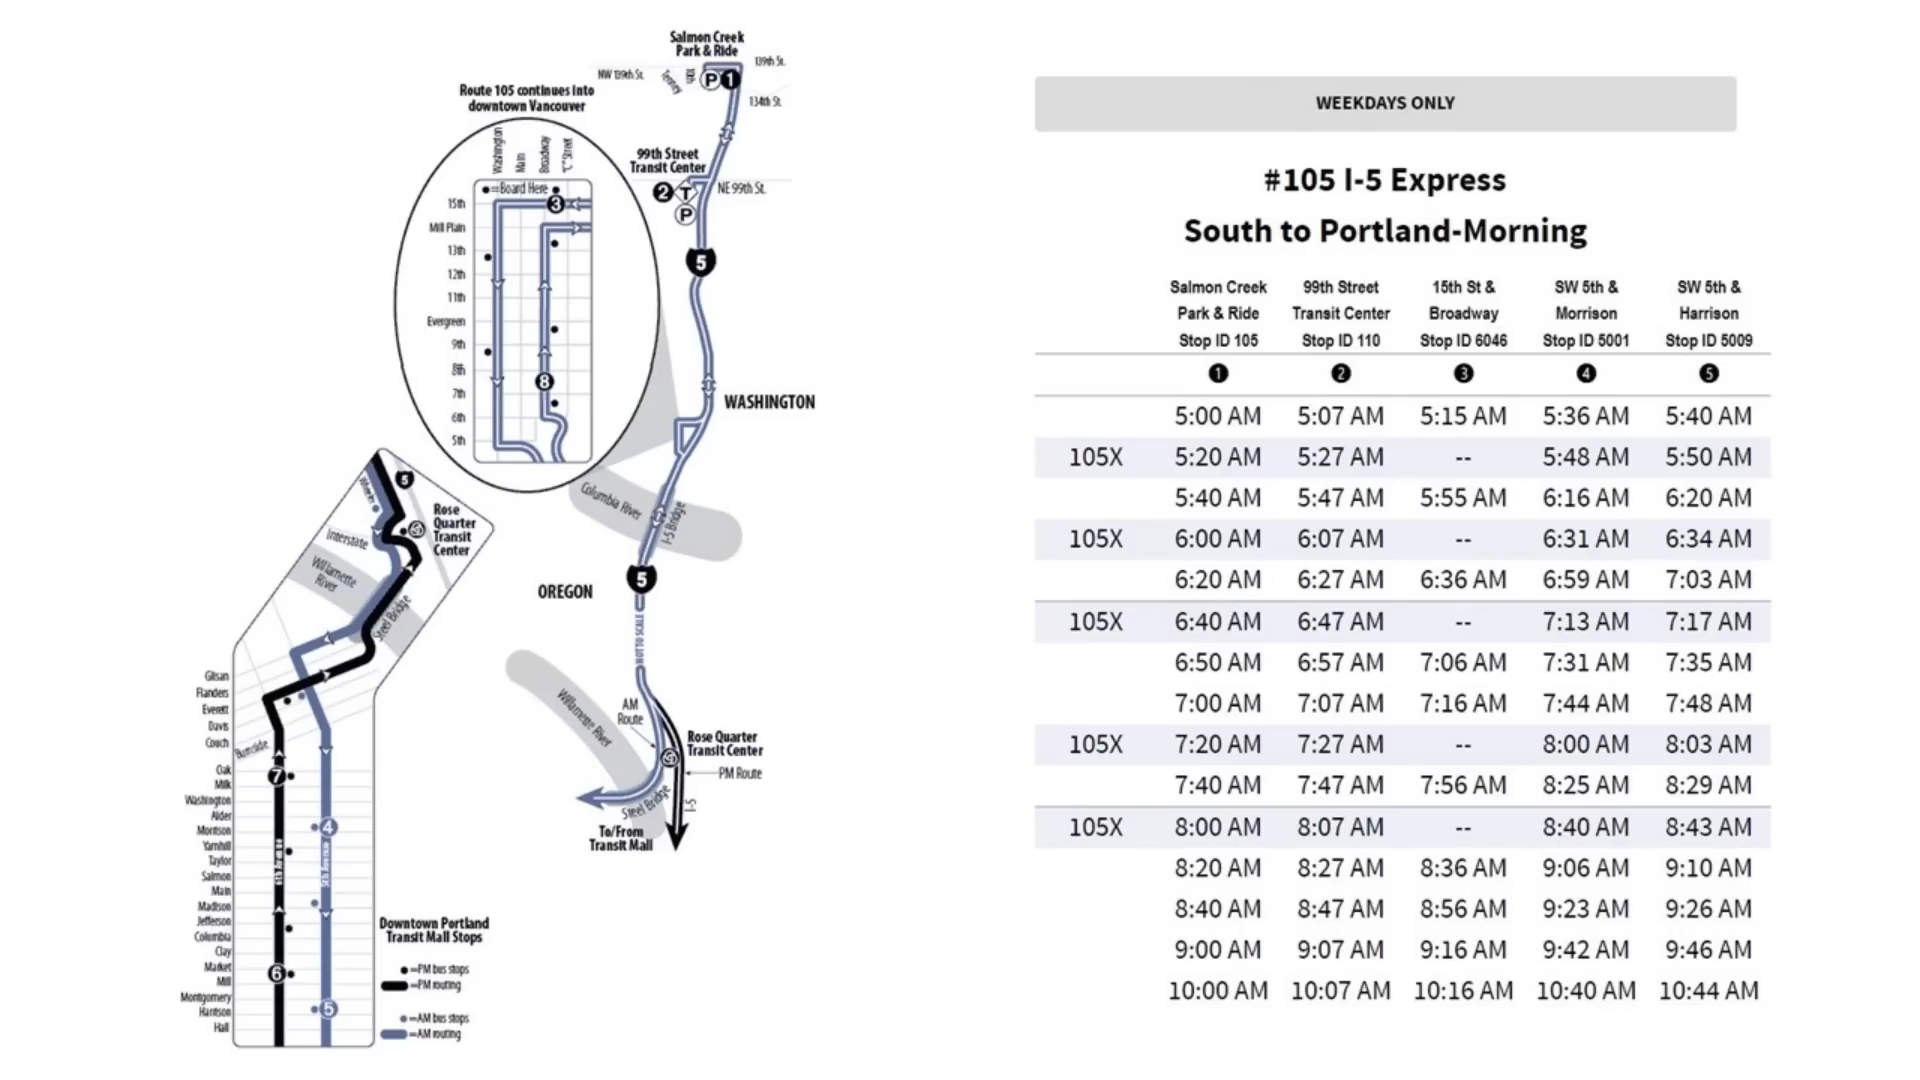 Salmon Creek
Park & Ride
139th St.
NW 139th St.
Tenney
10th
P 1
134th St.
Route 105 continues into
downtown Vancouver
Washington
Main
Broadway
"C" Street
=Board Here
15th
3
Mill Plain
13th
12th
11th
Evergreen
9th
8th
8
7th
6th
5th
99th Street
Transit Center
2 T
NE 99th St.
P
5
WASHINGTON
Columbia River
I-5 Bridge
5
OREGON
NOT TO SCALE
Willamette River
AM
Route
Rose Quarter
Transit Center
PM Route
Steel Bridge
I-5
To/From
Transit Mall
5
Wheeler
Rose
Quarter
Transit
Center
Interstate
Willamette
River
Steel Bridge
Glisan
Flanders
Everett
Davis
Couch
Burnside
Oak
7
Milk
Washington
Alder
Morrison
4
Yamhill
Taylor
Salmon
Main
Madison
Jefferson
Columbia
Clay
Market
6
Mill
Montgomery
Harrison
5
Hall
6th Avenue
5th Avenue
Downtown Portland
Transit Mall Stops
=PM bus stops
=PM routing
=AM bus stops
=AM routing
WEEKDAYS ONLY
#105 I-5 Express
South to Portland-Morning
Salmon Creek 99th Street 15th St & SW 5th & SW 5th &
Park & Ride Transit Center Broadway Morrison Harrison
Stop ID 105 Stop ID 110 Stop ID 6046 Stop ID 5001 Stop ID 5009
1 2 3 4 5
5:00 AM 5:07 AM 5:15 AM 5:36 AM 5:40 AM
105X 5:20 AM 5:27 AM -- 5:48 AM 5:50 AM
5:40 AM 5:47 AM 5:55 AM 6:16 AM 6:20 AM
105X 6:00 AM 6:07 AM -- 6:31 AM 6:34 AM
6:20 AM 6:27 AM 6:36 AM 6:59 AM 7:03 AM
105X 6:40 AM 6:47 AM -- 7:13 AM 7:17 AM
6:50 AM 6:57 AM 7:06 AM 7:31 AM 7:35 AM
7:00 AM 7:07 AM 7:16 AM 7:44 AM 7:48 AM
105X 7:20 AM 7:27 AM -- 8:00 AM 8:03 AM
7:40 AM 7:47 AM 7:56 AM 8:25 AM 8:29 AM
105X 8:00 AM 8:07 AM -- 8:40 AM 8:43 AM
8:20 AM 8:27 AM 8:36 AM 9:06 AM 9:10 AM
8:40 AM 8:47 AM 8:56 AM 9:23 AM 9:26 AM
9:00 AM 9:07 AM 9:16 AM 9:42 AM 9:46 AM
10:00 AM 10:07 AM 10:16 AM 10:40 AM 10:44 AM